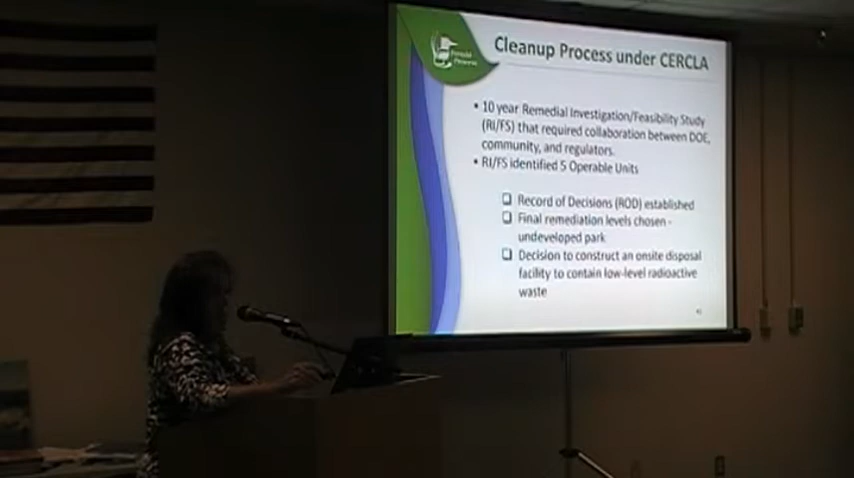 Cleanup Process under CERCLA
• 10 year Remedial Investigation/Feasibility Study
(RI/FS) that required collaboration between DOE,
community, and regulators.
• RI/FS identified 5 Operable Units
❑ Record of Decisions (ROD) established
❑ Final remediation levels chosen -
undeveloped park
❑ Decision to construct an onsite disposal
facility to contain low-level radioactive
waste